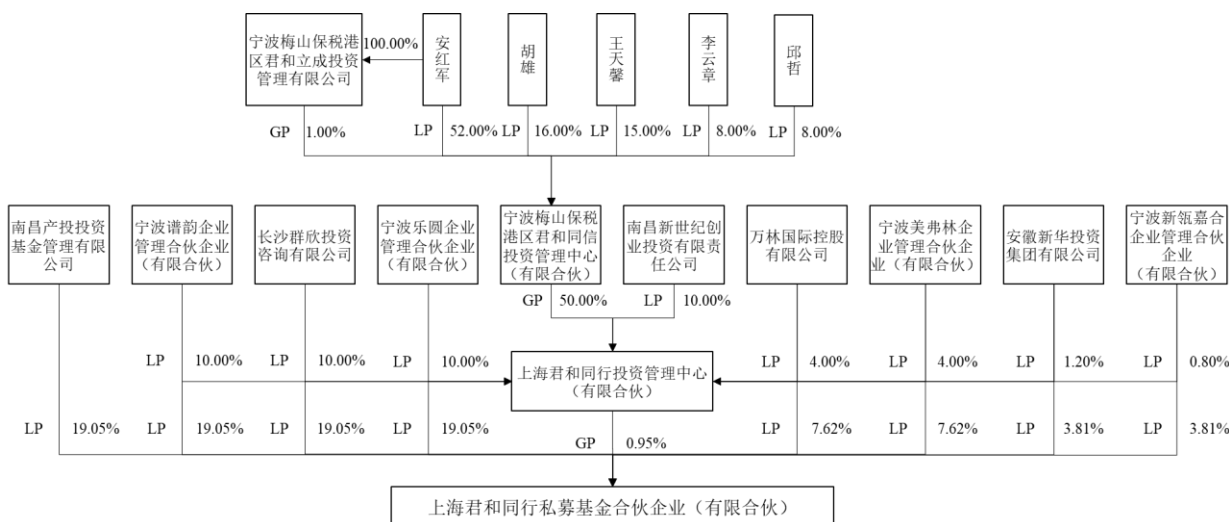 宁波梅山保税港
区君和立成投资
管理有限公司
100.00%
安红军
胡雄
王天馨
李云章
邱哲
GP 1.00%
LP 52.00%
LP 16.00%
LP 15.00%
LP 8.00%
LP 8.00%
南昌产投投资
基金管理有限公司
宁波谱韵企业
管理合伙企业
（有限合伙）
长沙群欣投资
咨询有限公司
宁波乐圆企业
管理合伙企业
（有限合伙）
宁波梅山保税
港区君和同信
投资管理中心
（有限合伙）
南昌新世纪创
业投资有限责
任公司
万林国际控股
有限公司
宁波美弗林企
业管理合伙企
业（有限合伙）
安徽新华投资
集团有限公司
宁波新瓴嘉合
企业管理合伙
企业
（有限合伙）
GP 50.00%
LP 10.00%
LP 10.00%
LP 10.00%
LP 10.00%
上海君和同行投资管理中心
（有限合伙）
LP 4.00%
LP 4.00%
LP 1.20%
LP 0.80%
LP 19.05%
LP 19.05%
LP 19.05%
LP 19.05%
GP 0.95%
LP 7.62%
LP 7.62%
LP 3.81%
LP 3.81%
上海君和同行私募基金合伙企业（有限合伙）